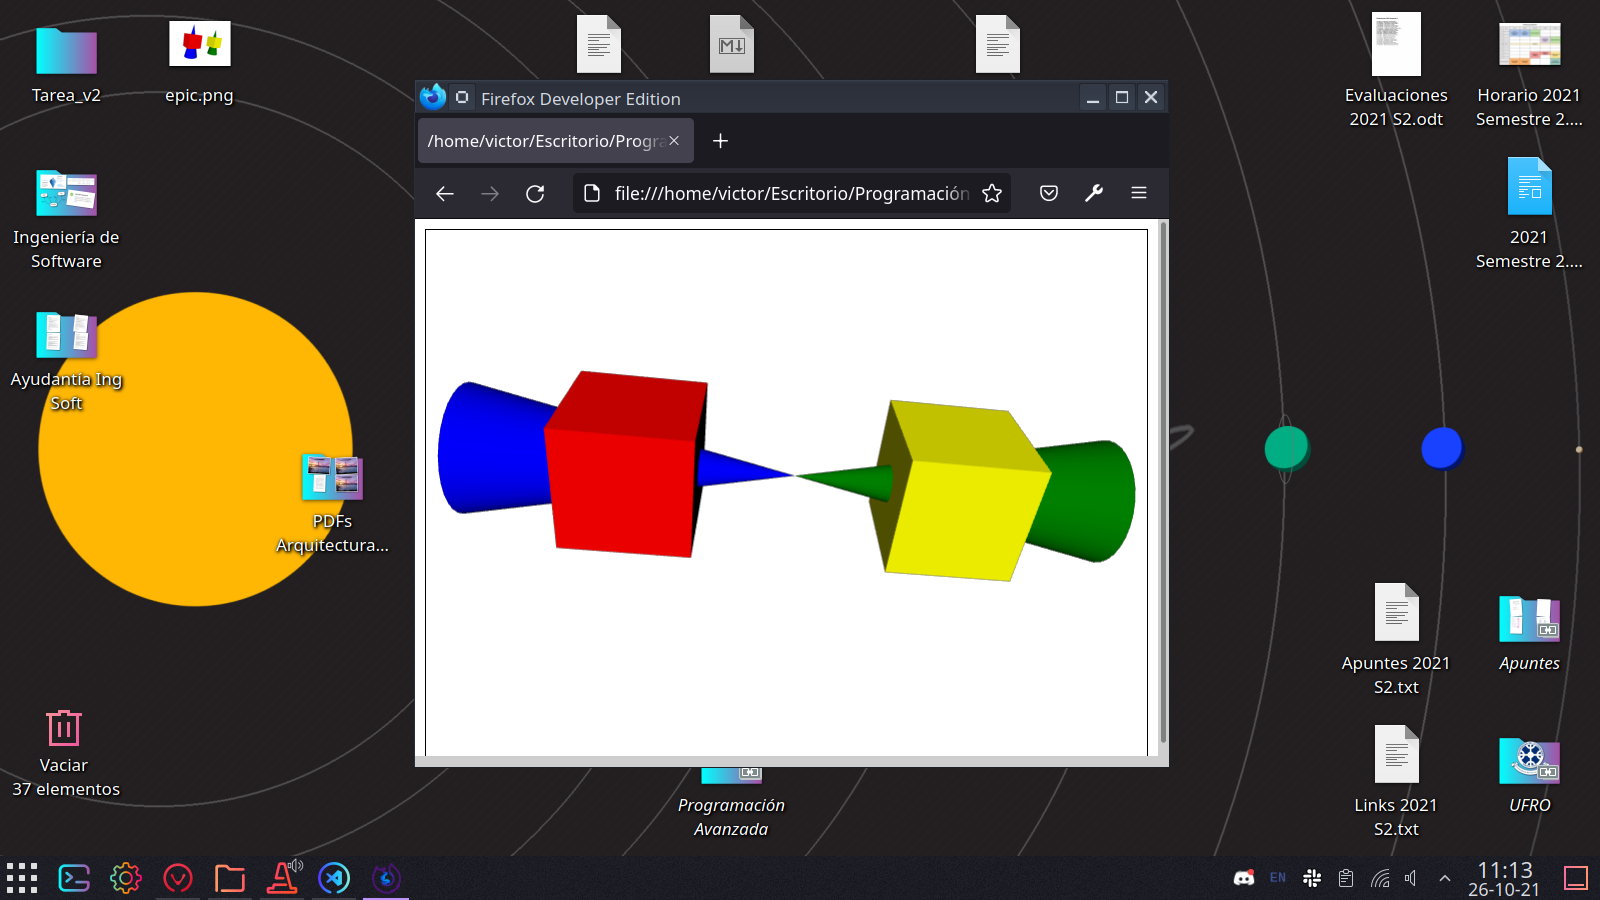 Tarea_v2
epic.png
Evaluaciones
2021 S2.odt
Horario 2021
Semestre 2....
Firefox Developer Edition
/home/victor/Escritorio/Progra
file:///home/victor/Escritorio/Programación
Ingeniería de
Software
2021
Semestre 2....
Ayudantía Ing
Soft
PDFs
Arquitectura...
Apuntes 2021
S2.txt
Apuntes
Vaciar
37 elementos
Programación
Avanzada
Links 2021
S2.txt
UFRO
EN
11:13
26-10-21